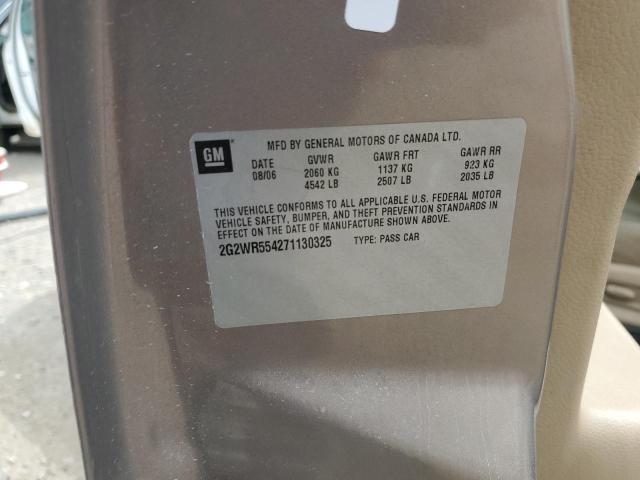 GM
MFD BY GENERAL MOTORS OF CANADA LTD.
DATE GVWR GAWR FRT GAWR RR
08/06 2060 KG 1137 KG 923 KG
4542 LB 2507 LB 2035 LB
THIS VEHICLE CONFORMS TO ALL APPLICABLE U.S. FEDERAL MOTOR
VEHICLE SAFETY, BUMPER, AND THEFT PREVENTION STANDARDS IN
EFFECT ON THE DATE OF MANUFACTURE SHOWN ABOVE.
2G2WR554271130325 TYPE: PASS CAR